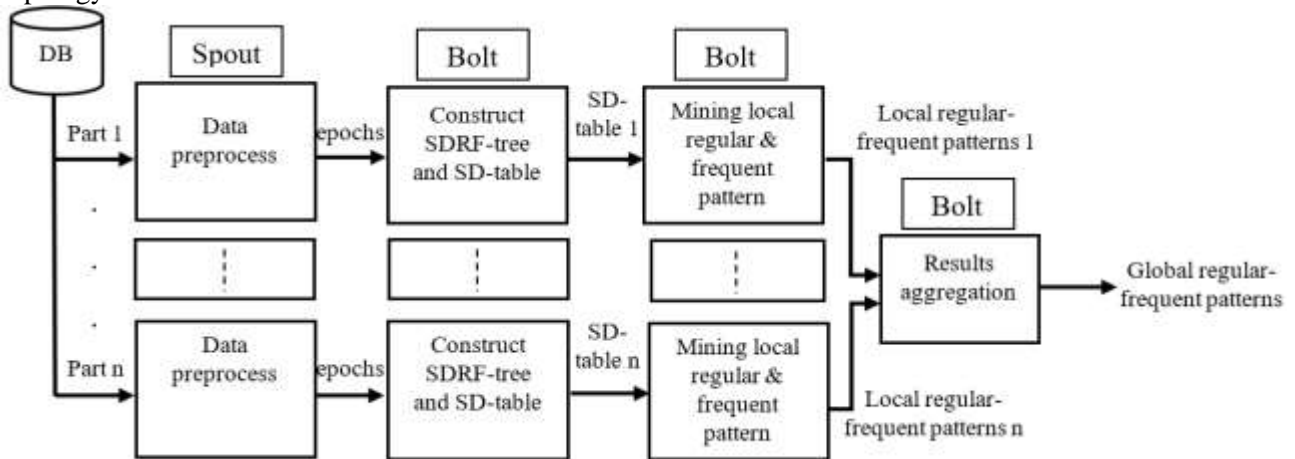 DB
Spout
Bolt
Bolt
Part 1
Data
preprocess
epochs
Construct
SDRF-tree
and SD-table
SD-
table 1
Mining local
regular &
frequent
pattern
Local regular-
frequent patterns 1
Bolt
Results
aggregation
Global regular-
frequent patterns
Part n
Data
preprocess
epochs
Construct
SDRF-tree
and SD-table
SD-
table n
Mining local
regular &
frequent
pattern
Local regular-
frequent patterns n